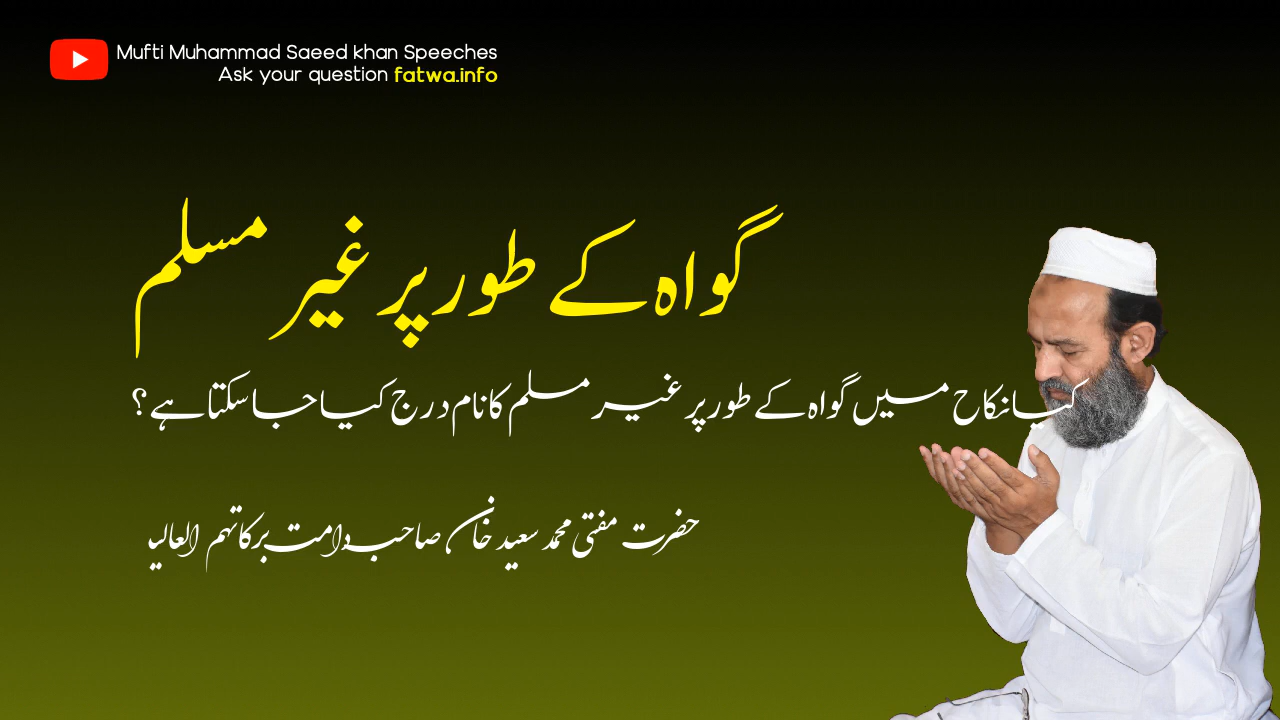 Mufti Muhammad Saeed khan Speeches
Ask your question fatwa.info
گواہ کے طور پر غیر مسلم
کیا نکاح میں گواہ کے طور پر غیر مسلم کا نام درج کیا جا سکتا ہے؟
حضرت مفتی محمد سعید خان صاحب دامت برکاتہم العالیہ